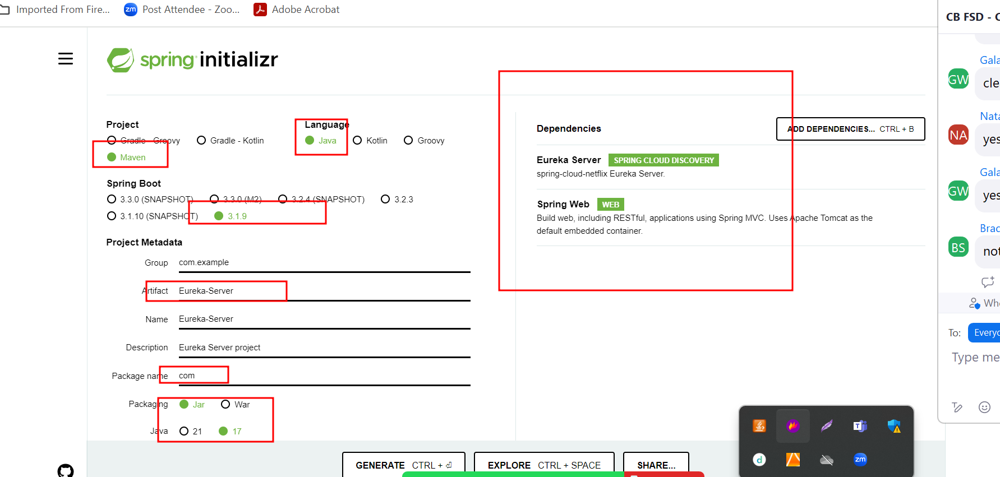 Imported From Fire... Post Attendee - Zoo... Adobe Acrobat
spring initializr
Project
Gradle - Groovy Gradle - Kotlin
Maven
Language
Java Kotlin Groovy
Spring Boot
3.3.0 (SNAPSHOT) 3.3.0 (M2) 3.2.4 (SNAPSHOT) 3.2.3
3.1.10 (SNAPSHOT) 3.1.9
Project Metadata
Group com.example
Artifact Eureka-Server
Name Eureka-Server
Description Eureka Server project
Package name com
Packaging Jar War
Java 21 17
Dependencies
ADD DEPENDENCIES... CTRL + B
Eureka Server SPRING CLOUD DISCOVERY
spring-cloud-netflix Eureka Server.
Spring Web WEB
Build web, including RESTful, applications using Spring MVC. Uses Apache Tomcat as the
default embedded container.
GENERATE CTRL + ⏎ EXPLORE CTRL + SPACE SHARE...
CB FSD - C
Gala
GW
cle
Nata
NA
yes
Gala
GW
yes
Brad
BS
not
Who
To: Everyo
Type me
zm